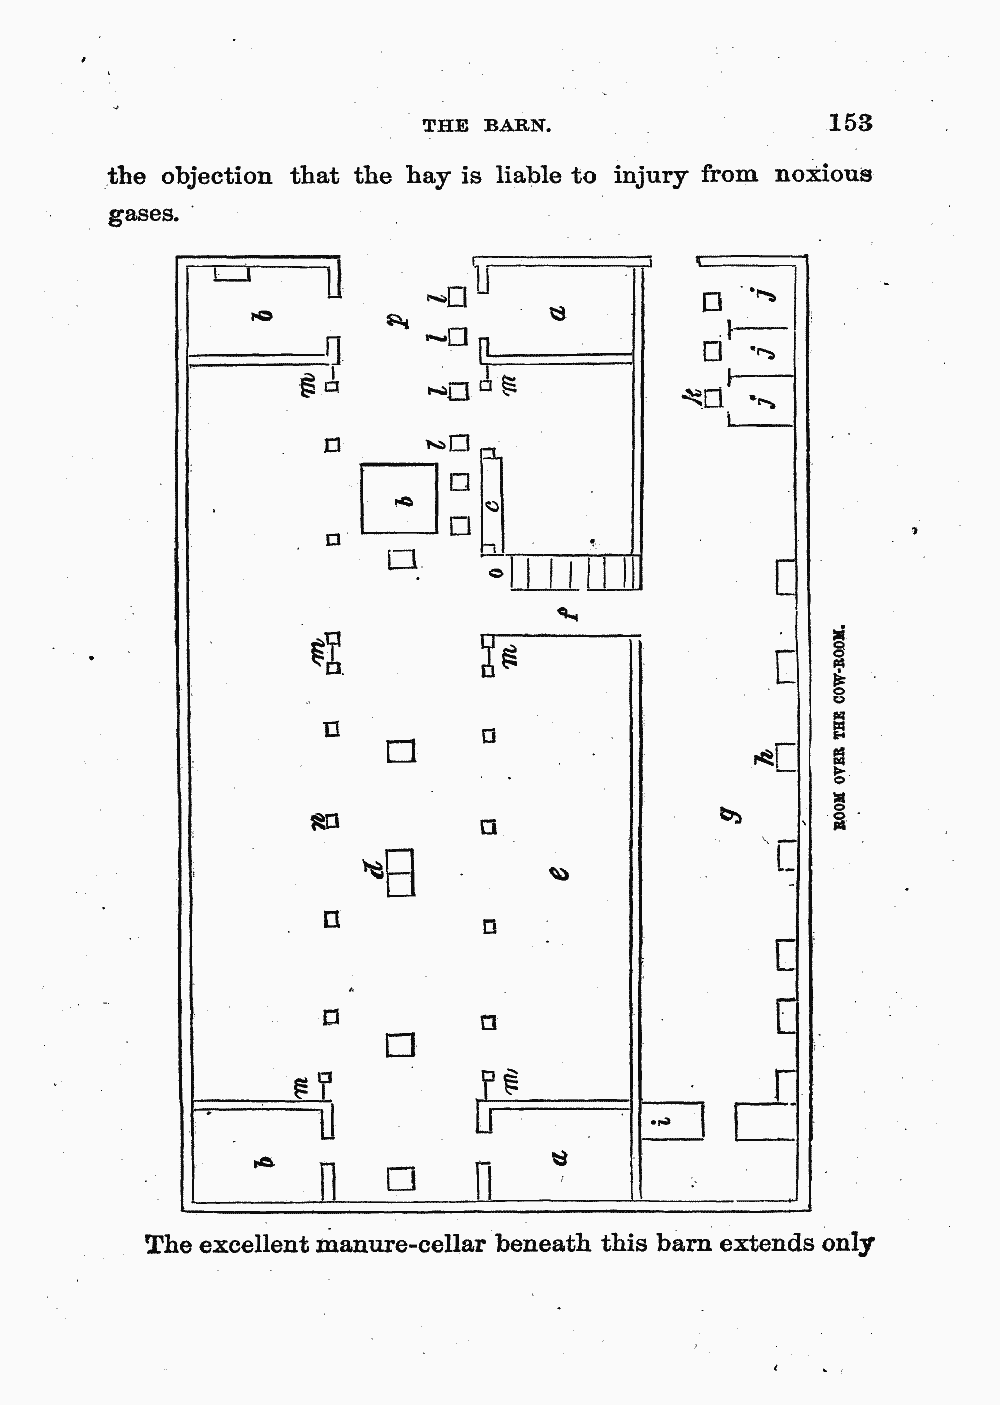 THE BARN. 153
the objection that the hay is liable to injury from noxious
gases.
b
p
l
l
l
l
a
j
j
j
k
m
m
b
c
o
f
m
m
n
d
e
g
h
m
m
b
a
i
ROOM OVER THE COW-ROOM.
The excellent manure-cellar beneath this barn extends only